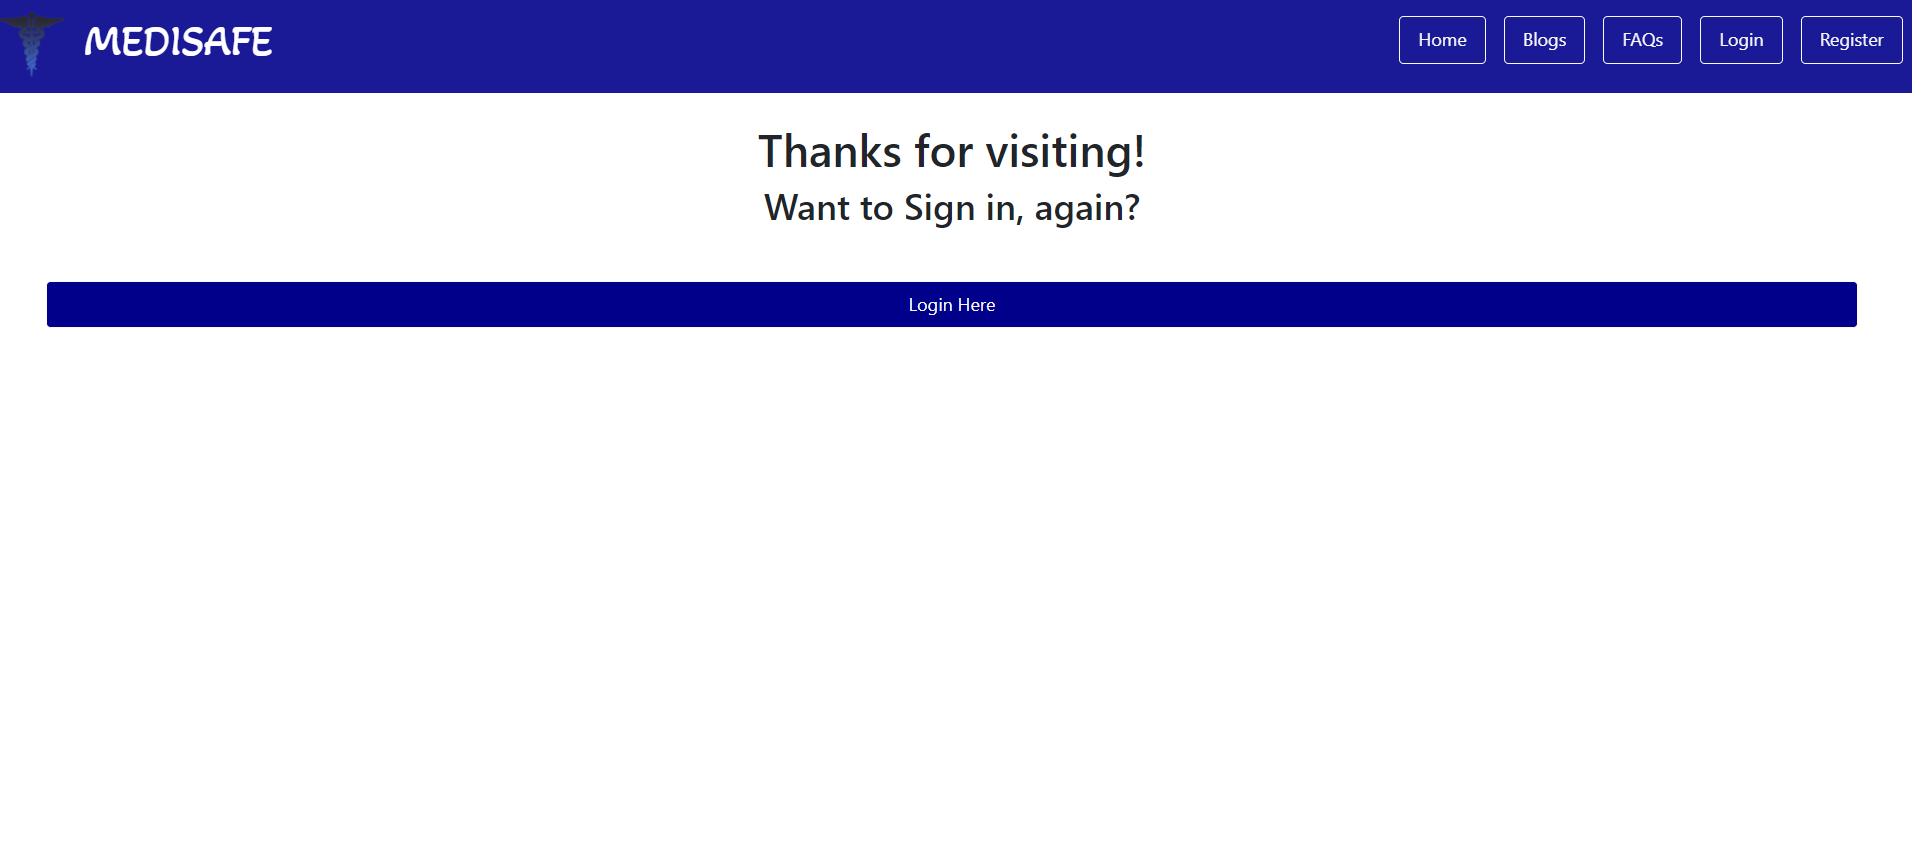 MEDISAFE
Home
Blogs
FAQs
Login
Register
Thanks for visiting!
Want to Sign in, again?
Login Here